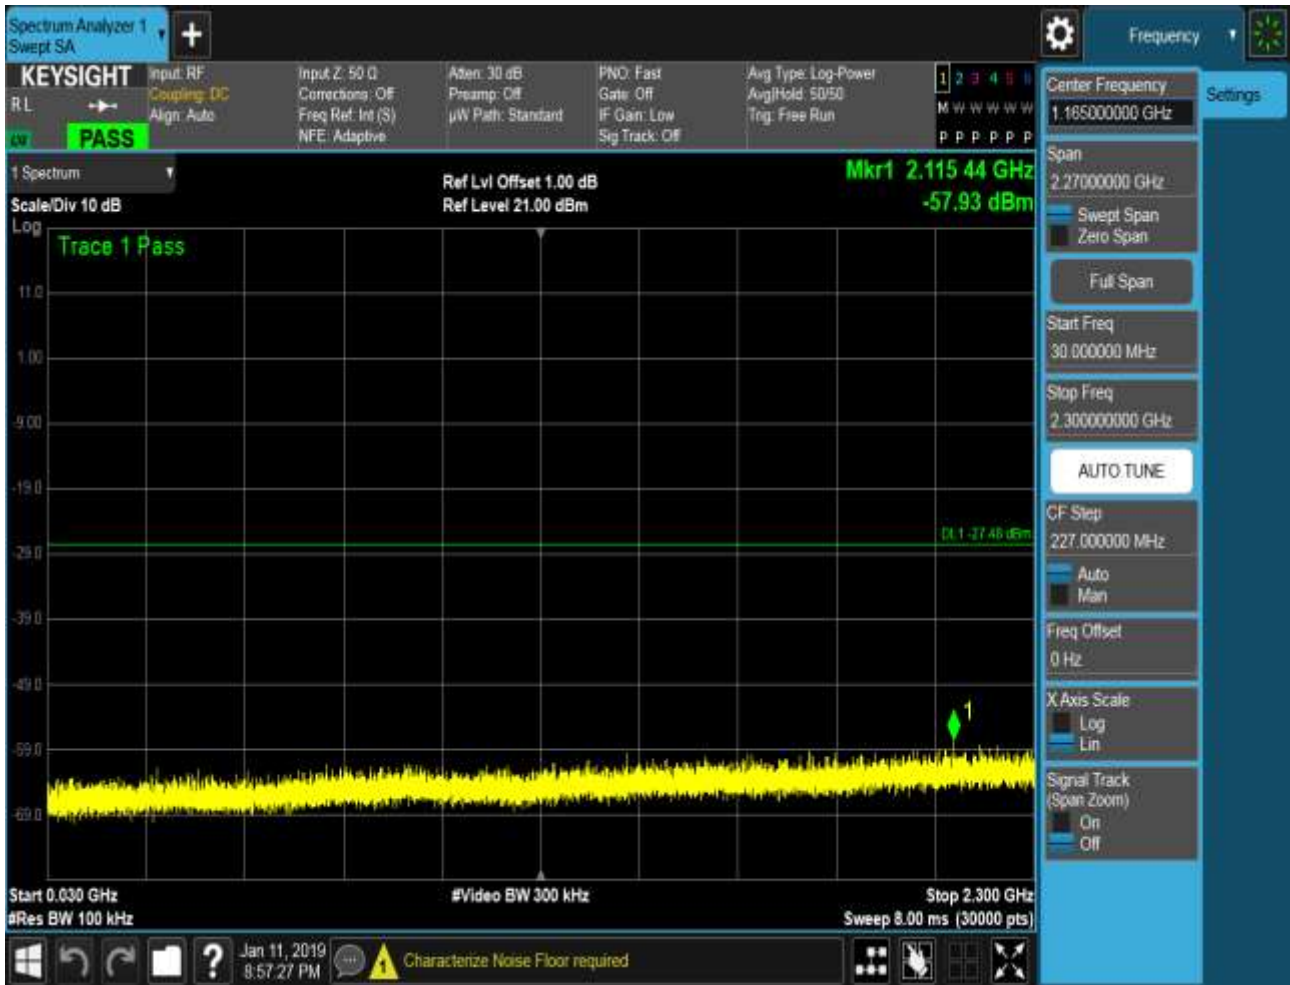 Spectrum Analyzer 1
Swept SA
+
Frequency
KEYSIGHT
RL
PASS
Input: RF
Coupling: DC
Align: Auto
Input Z: 50 Ω
Corrections: Off
Freq Ref: Int (S)
NFE: Adaptive
Atten: 30 dB
Preamp: Off
µW Path: Standard
PNO: Fast
Gate: Off
IF Gain: Low
Sig Track: Off
Avg Type: Log-Power
Avg|Hold: 50/50
Trig: Free Run
1 2 3 4 5 6
M W W W W W
P P P P P P
1 Spectrum
Scale/Div 10 dB
Log
Ref Lvl Offset 1.00 dB
Ref Level 21.00 dBm
Mkr1 2.115 44 GHz
-57.93 dBm
Trace 1 Pass
11.0
1.00
-9.00
-19.0
DL1 -27.48 dBm
-29.0
-39.0
-49.0
1
-59.0
-69.0
Start 0.030 GHz
#Video BW 300 kHz
Stop 2.300 GHz
#Res BW 100 kHz
Sweep 8.00 ms (30000 pts)
?
Jan 11, 2019
8:57:27 PM
1
Characterize Noise Floor required
Center Frequency
1.165000000 GHz
Settings
Span
2.27000000 GHz
Swept Span
Zero Span
Full Span
Start Freq
30.000000 MHz
Stop Freq
2.300000000 GHz
AUTO TUNE
CF Step
227.000000 MHz
Auto
Man
Freq Offset
0 Hz
X Axis Scale
Log
Lin
Signal Track
(Span Zoom)
On
Off